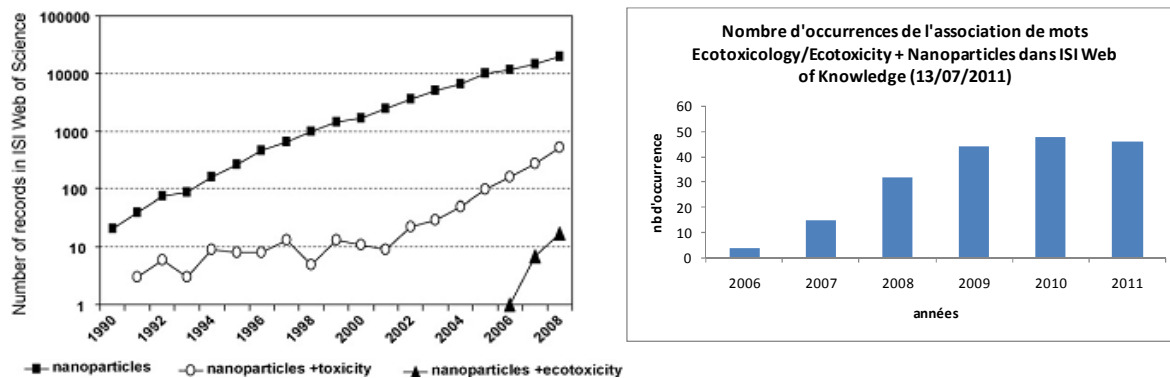 Number of records in ISI Web of Science
100000
10000
1000
100
10
1
1990
1992
1994
1996
1998
2000
2002
2004
2006
2008
nanoparticles
nanoparticles +toxicity
nanoparticles +ecotoxicity
Nombre d'occurrences de l'association de mots
Ecotoxicology/Ecotoxicity + Nanoparticles dans ISI Web
of Knowledge (13/07/2011)
nb d'occurrence
60
50
40
30
20
10
0
2006 2007 2008 2009 2010 2011
années